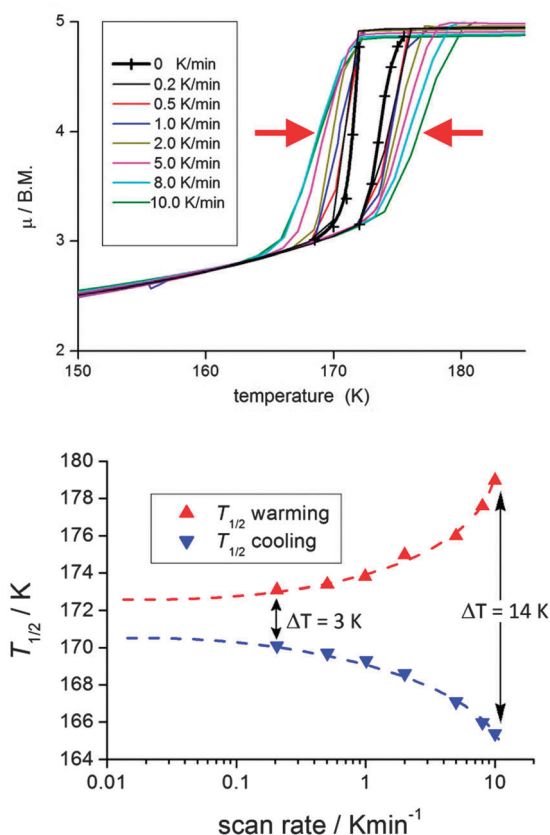 5
4
3
2
μ / B.M.
0 K/min
0.2 K/min
0.5 K/min
1.0 K/min
2.0 K/min
5.0 K/min
8.0 K/min
10.0 K/min
150 160 170 180
temperature (K)
180
178
176
174
172
170
168
166
164
T1/2 / K
T1/2 warming
T1/2 cooling
ΔT = 3 K
ΔT = 14 K
0.01 0.1 1 10
scan rate / Kmin-1